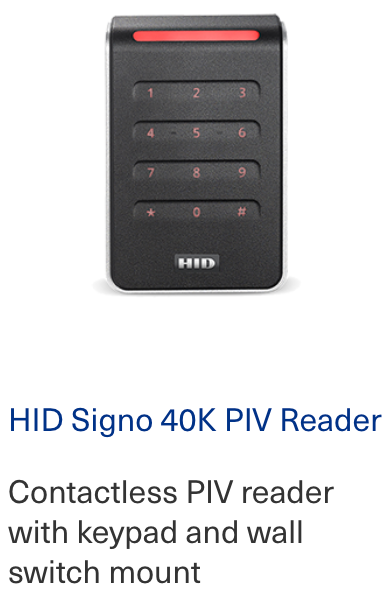 1 2 3
4 - 5 - 6
7 8 9
* 0 #
HID
HID Signo 40K PIV Reader
Contactless PIV reader
with keypad and wall
switch mount